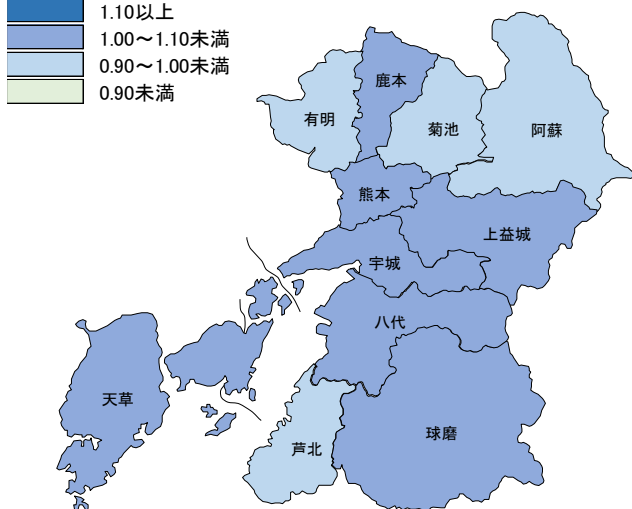 1.10以上
1.00～1.10未満
0.90～1.00未満
0.90未満
鹿本
有明
菊池
阿蘇
熊本
上益城
宇城
八代
天草
球磨
芦北